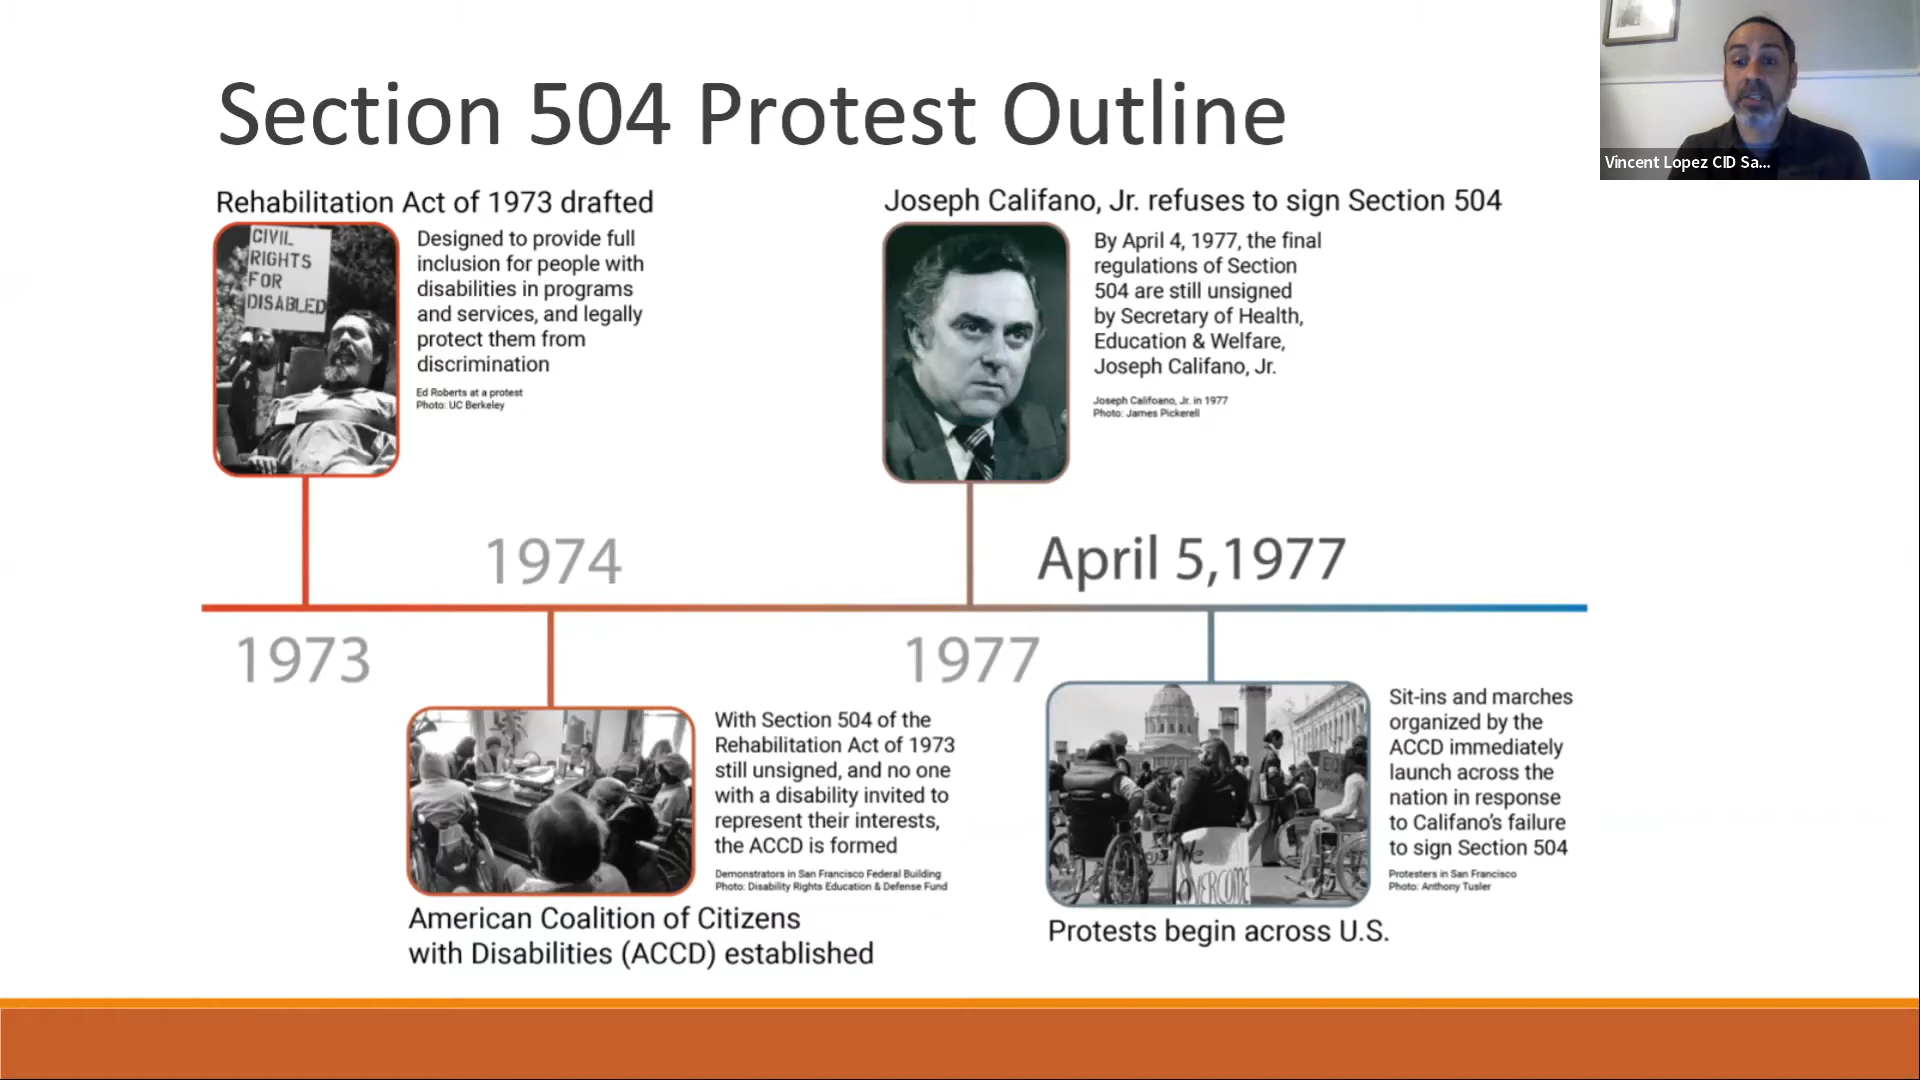 Section 504 Protest Outline
Vincent Lopez CID Sa...
Rehabilitation Act of 1973 drafted
CIVIL
RIGHTS
FOR
DISABLED
Designed to provide full
inclusion for people with
disabilities in programs
and services, and legally
protect them from
discrimination
Ed Roberts at a protest
Photo: UC Berkeley
Joseph Califano, Jr. refuses to sign Section 504
By April 4, 1977, the final
regulations of Section
504 are still unsigned
by Secretary of Health,
Education & Welfare,
Joseph Califano, Jr.
Joseph Califoano, Jr. in 1977
Photo: James Pickerell
1974
April 5,1977
1973
1977
With Section 504 of the
Rehabilitation Act of 1973
still unsigned, and no one
with a disability invited to
represent their interests,
the ACCD is formed
Demonstrators in San Francisco Federal Building
Photo: Disability Rights Education & Defense Fund
American Coalition of Citizens
with Disabilities (ACCD) established
We
OVERCOME
Sit-ins and marches
organized by the
ACCD immediately
launch across the
nation in response
to Califano's failure
to sign Section 504
Protesters in San Francisco
Photo: Anthony Tusler
Protests begin across U.S.